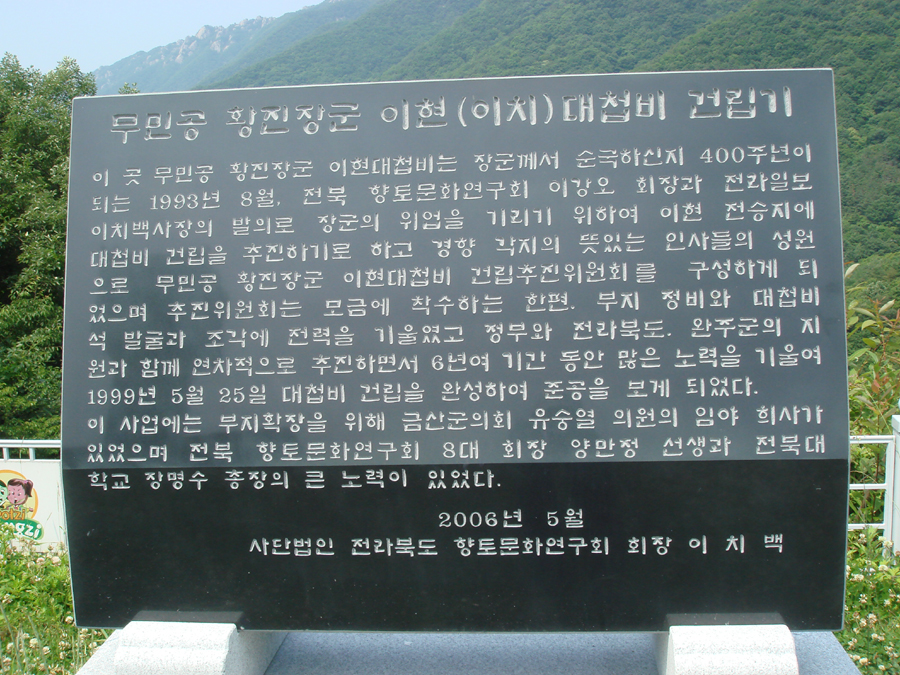 무민공 황진장군 이현(이치)대첩비 건립기
이 곳 무민공 황진장군 이현대첩비는 장군께서 순국하신지 400주년이
되는 1993년 8월, 전북 향토문화연구회 이강오 회장과 전라일보
이치백사장의 발의로 장군의 위업을 기리기 위하여 이현 전승지에
대첩비 건립을 추진하기로 하고 경향 각지의 뜻있는 인사들의 성원
으로 무민공 황진장군 이현대첩비 건립추진위원회를 구성하게 되
었으며 추진위원회는 모금에 착수하는 한편. 부지 정비와 대첩비
석 발굴과 조각에 전력을 기울였고 정부와 전라북도. 완주군의 지
원과 함께 연차적으로 추진하면서 6년여 기간 동안 많은 노력을 기울여
1999년 5월 25일 대첩비 건립을 완성하여 준공을 보게 되었다.
이 사업에는 부지확장을 위해 금산군의회 유승열 의원의 임야 희사가
있었으며 전북 향토문화연구회 8대 회장 양만정 선생과 전북대
학교 장명수 총장의 큰 노력이 있었다.
2006년 5월
사단법인 전라북도 향토문화연구회 회장 이치백